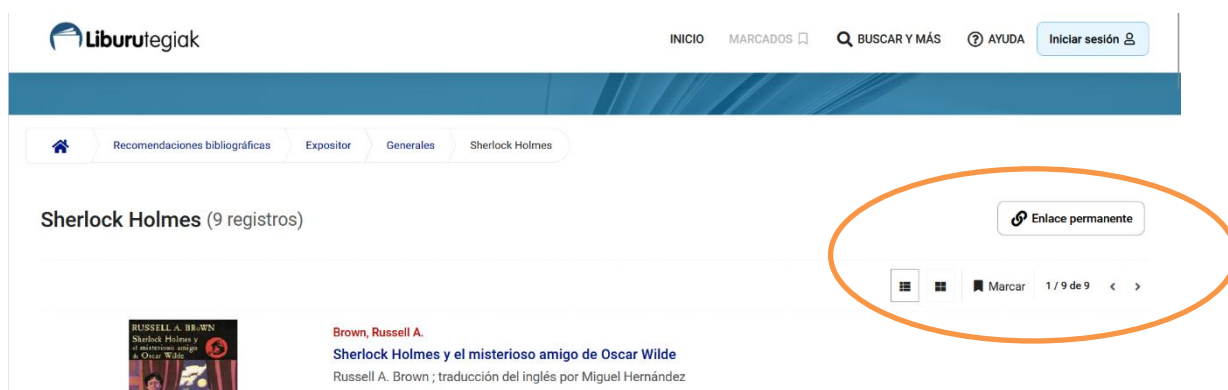 Liburutegiak
INICIO MARCADOS BUSCAR Y MÁS AYUDA Iniciar sesión
Recomendaciones bibliográficas Expositor Generales Sherlock Holmes
Sherlock Holmes (9 registros)
Enlace permanente
Marcar 1 / 9 de 9
RUSSELL A. BROWN
Sherlock Holmes y
el misterioso amigo
de Oscar Wilde
Brown, Russell A.
Sherlock Holmes y el misterioso amigo de Oscar Wilde
Russell A. Brown ; traducción del inglés por Miguel Hernández